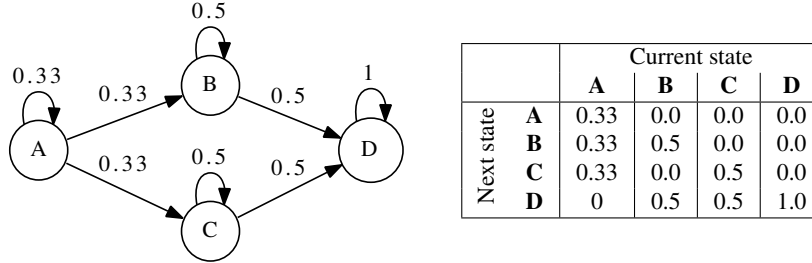 0.5
0.33
B
0.33
0.5
1
A
D
0.33
0.5
0.5
C
Current state
A B C D
Next state
A 0.33 0.0 0.0 0.0
B 0.33 0.5 0.0 0.0
C 0.33 0.0 0.5 0.0
D 0 0.5 0.5 1.0